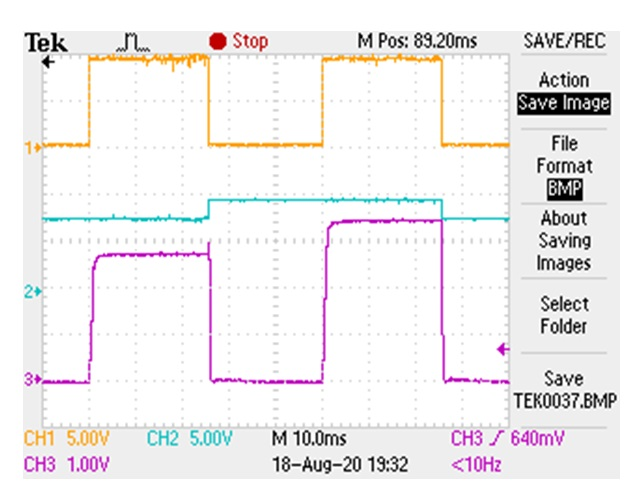 Tek Stop M Pos: 89.20ms SAVE/REC
Action
Save Image
1
File
Format
BMP
About
Saving
Images
2
Select
Folder
3
Save
TEK0037.BMP
CH1 5.00V CH2 5.00V M 10.0ms CH3 640mV
CH3 1.00V 18-Aug-20 19:32 <10Hz